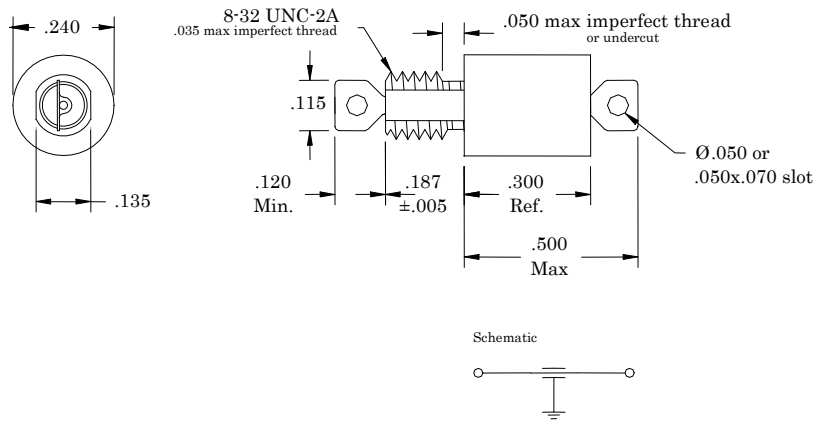 8-32 UNC-2A
.035 max imperfect thread
.050 max imperfect thread
or undercut
.240
.115
.135
.120
Min.
.187
±.005
.300
Ref.
.500
Max
Ø.050 or
.050x.070 slot
Schematic